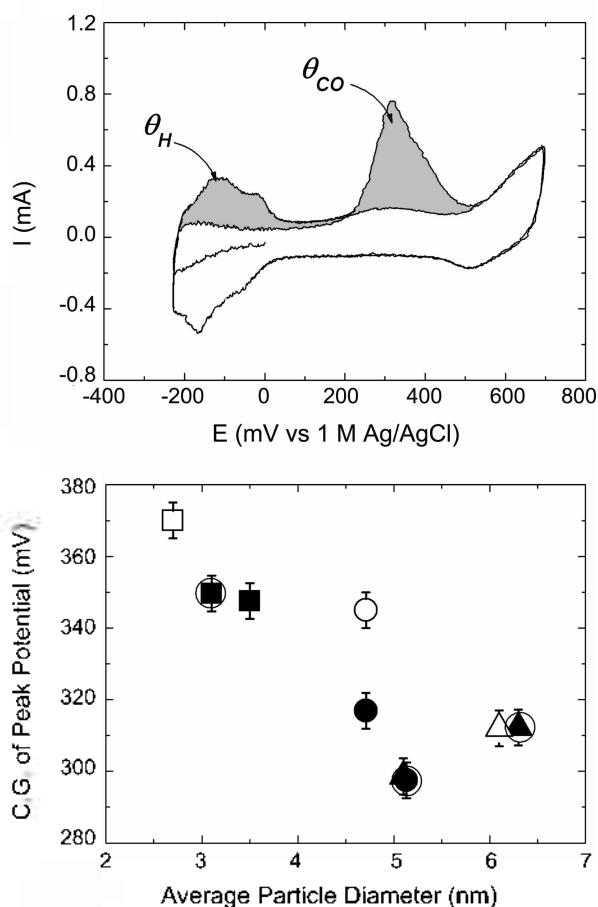 1.2
0.8
0.4
0.0
-0.4
-0.8
I (mA)
θCO
θH
-400 -200 0 200 400 600 800
E (mV vs 1 M Ag/AgCl)
380
360
340
320
300
280
C.G. of Peak Potential (mV)
2 3 4 5 6 7
Average Particle Diameter (nm)